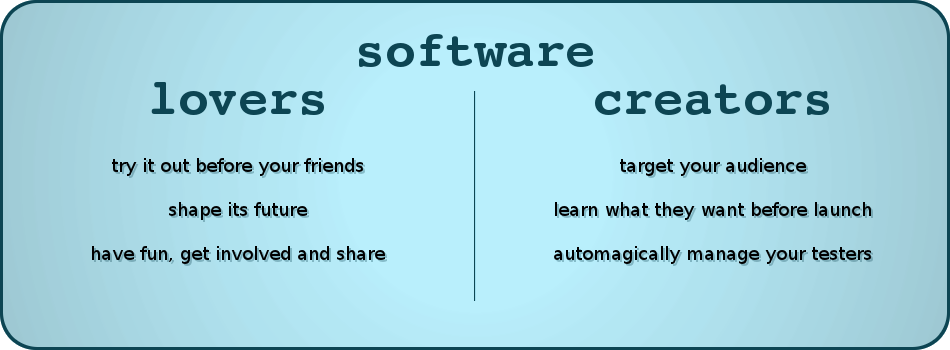 software
lovers
try it out before your friends
shape its future
have fun, get involved and share
creators
target your audience
learn what they want before launch
automagically manage your testers